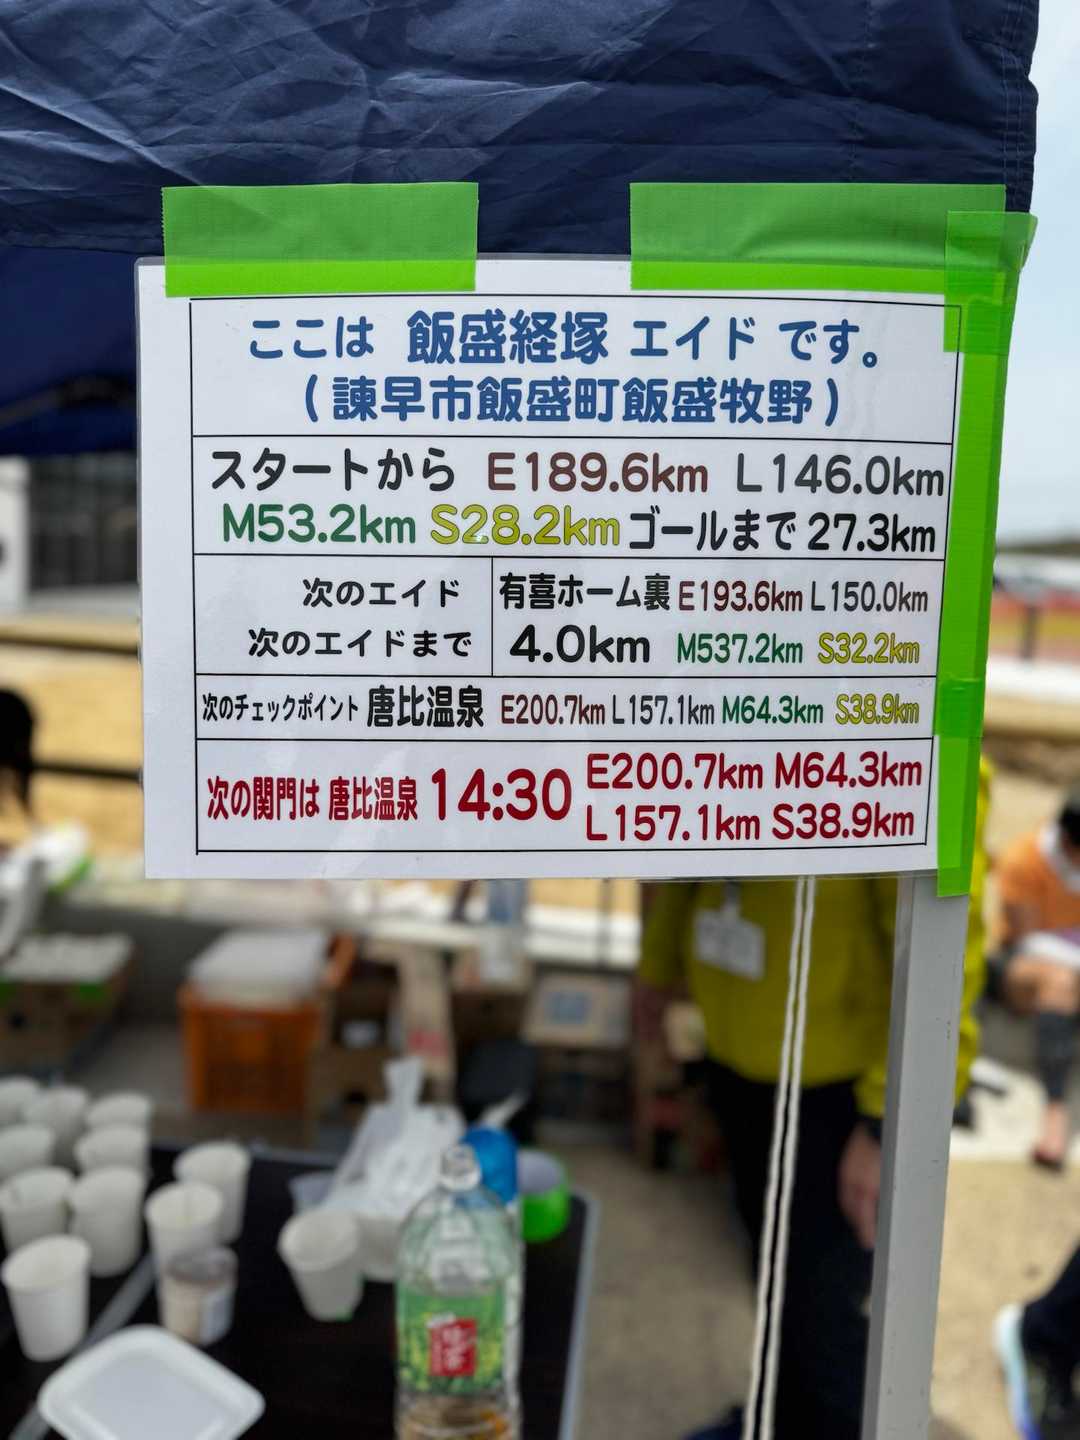 ここは 飯盛経塚 エイド です。
(諫早市飯盛町飯盛牧野)
スタートから E189.6km L146.0km
M53.2km S28.2km ゴールまで 27.3km
次のエイド 有喜ホーム裏 E193.6km L150.0km
次のエイドまで 4.0km M537.2km S32.2km
次のチェックポイント 唐比温泉 E200.7km L157.1km M64.3km S38.9km
次の関門は 唐比温泉 14:30 E200.7km M64.3km
L157.1km S38.9km